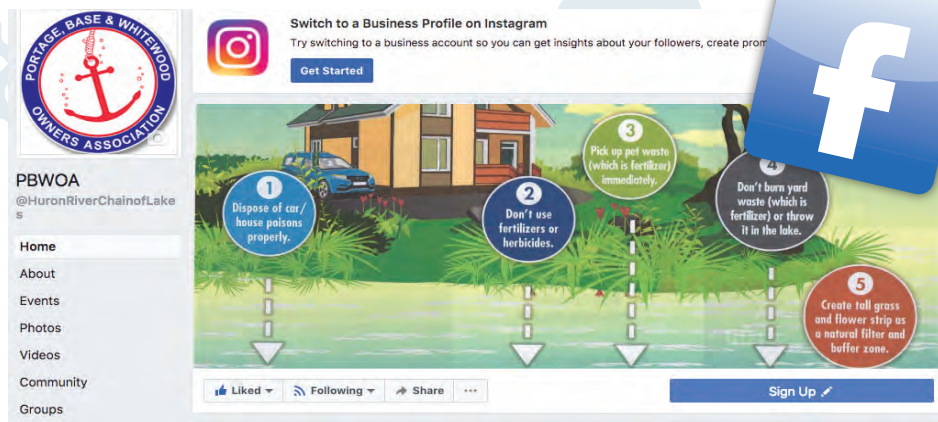 PORTAGE, BASE & WHITEWOOD
OWNERS ASSOCIATION
PBWOA
@HuronRiverChainofLake
s
Home
About
Events
Photos
Videos
Community
Groups
Switch to a Business Profile on Instagram
Try switching to a business account so you can get insights about your followers, create prom
Get Started
f
1
Dispose of car/
house poisons
properly.
2
Don't use
fertilizers or
herbicides.
3
Pick up pet waste
(which is fertilizer)
immediately.
4
Don't burn yard
waste (which is
fertilizer) or throw
it in the lake.
5
Create tall grass
and flower strip as
a natural filter and
buffer zone.
Liked
Following
Share
...
Sign Up